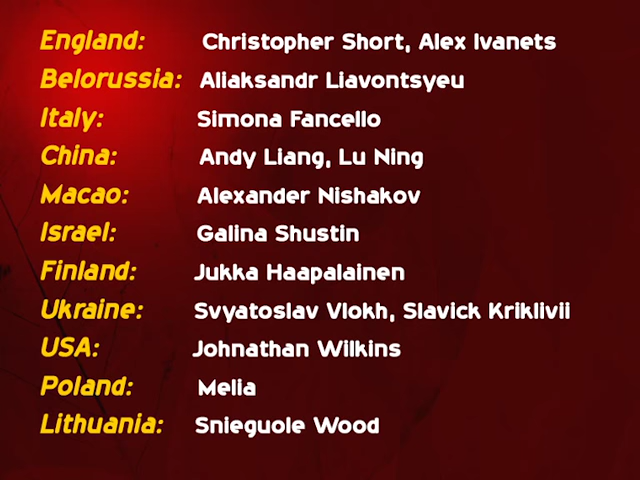 England: Christopher Short, Alex Ivanets
Belorussia: Aliaksandr Liavontsyeu
Italy: Simona Fancello
China: Andy Liang, Lu Ning
Macao: Alexander Nishakov
Israel: Galina Shustin
Finland: Jukka Haapalainen
Ukraine: Svyatoslav Vlokh, Slavick Kriklivii
USA: Johnathan Wilkins
Poland: Melia
Lithuania: Snieguole Wood